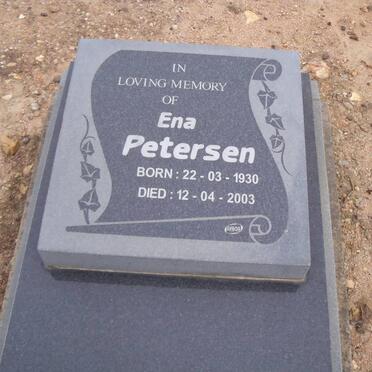 IN
LOVING MEMORY
OF
Ena
Petersen
BORN : 22 - 03 - 1930
DIED : 12 - 04 - 2003